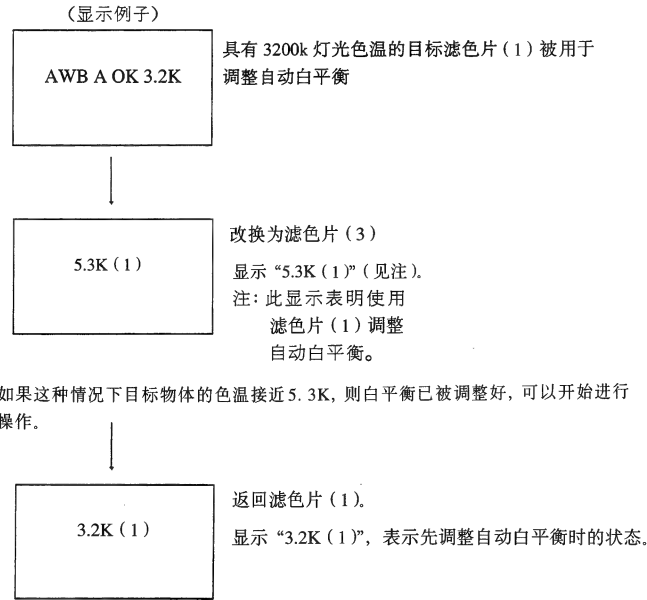 （显示例子）
AWB A OK 3.2K
具有 3200k 灯光色温的目标滤色片（1）被用于
调整自动白平衡
5.3K（1）
改换为滤色片（3）
显示“5.3K（1）”（见注）。
注：此显示表明使用
滤色片（1）调整
自动白平衡。
如果这种情况下目标物体的色温接近5. 3K，则白平衡已被调整好，可以开始进行
操作。
3.2K（1）
返回滤色片（1）。
显示“3.2K（1）”，表示先调整自动白平衡时的状态。